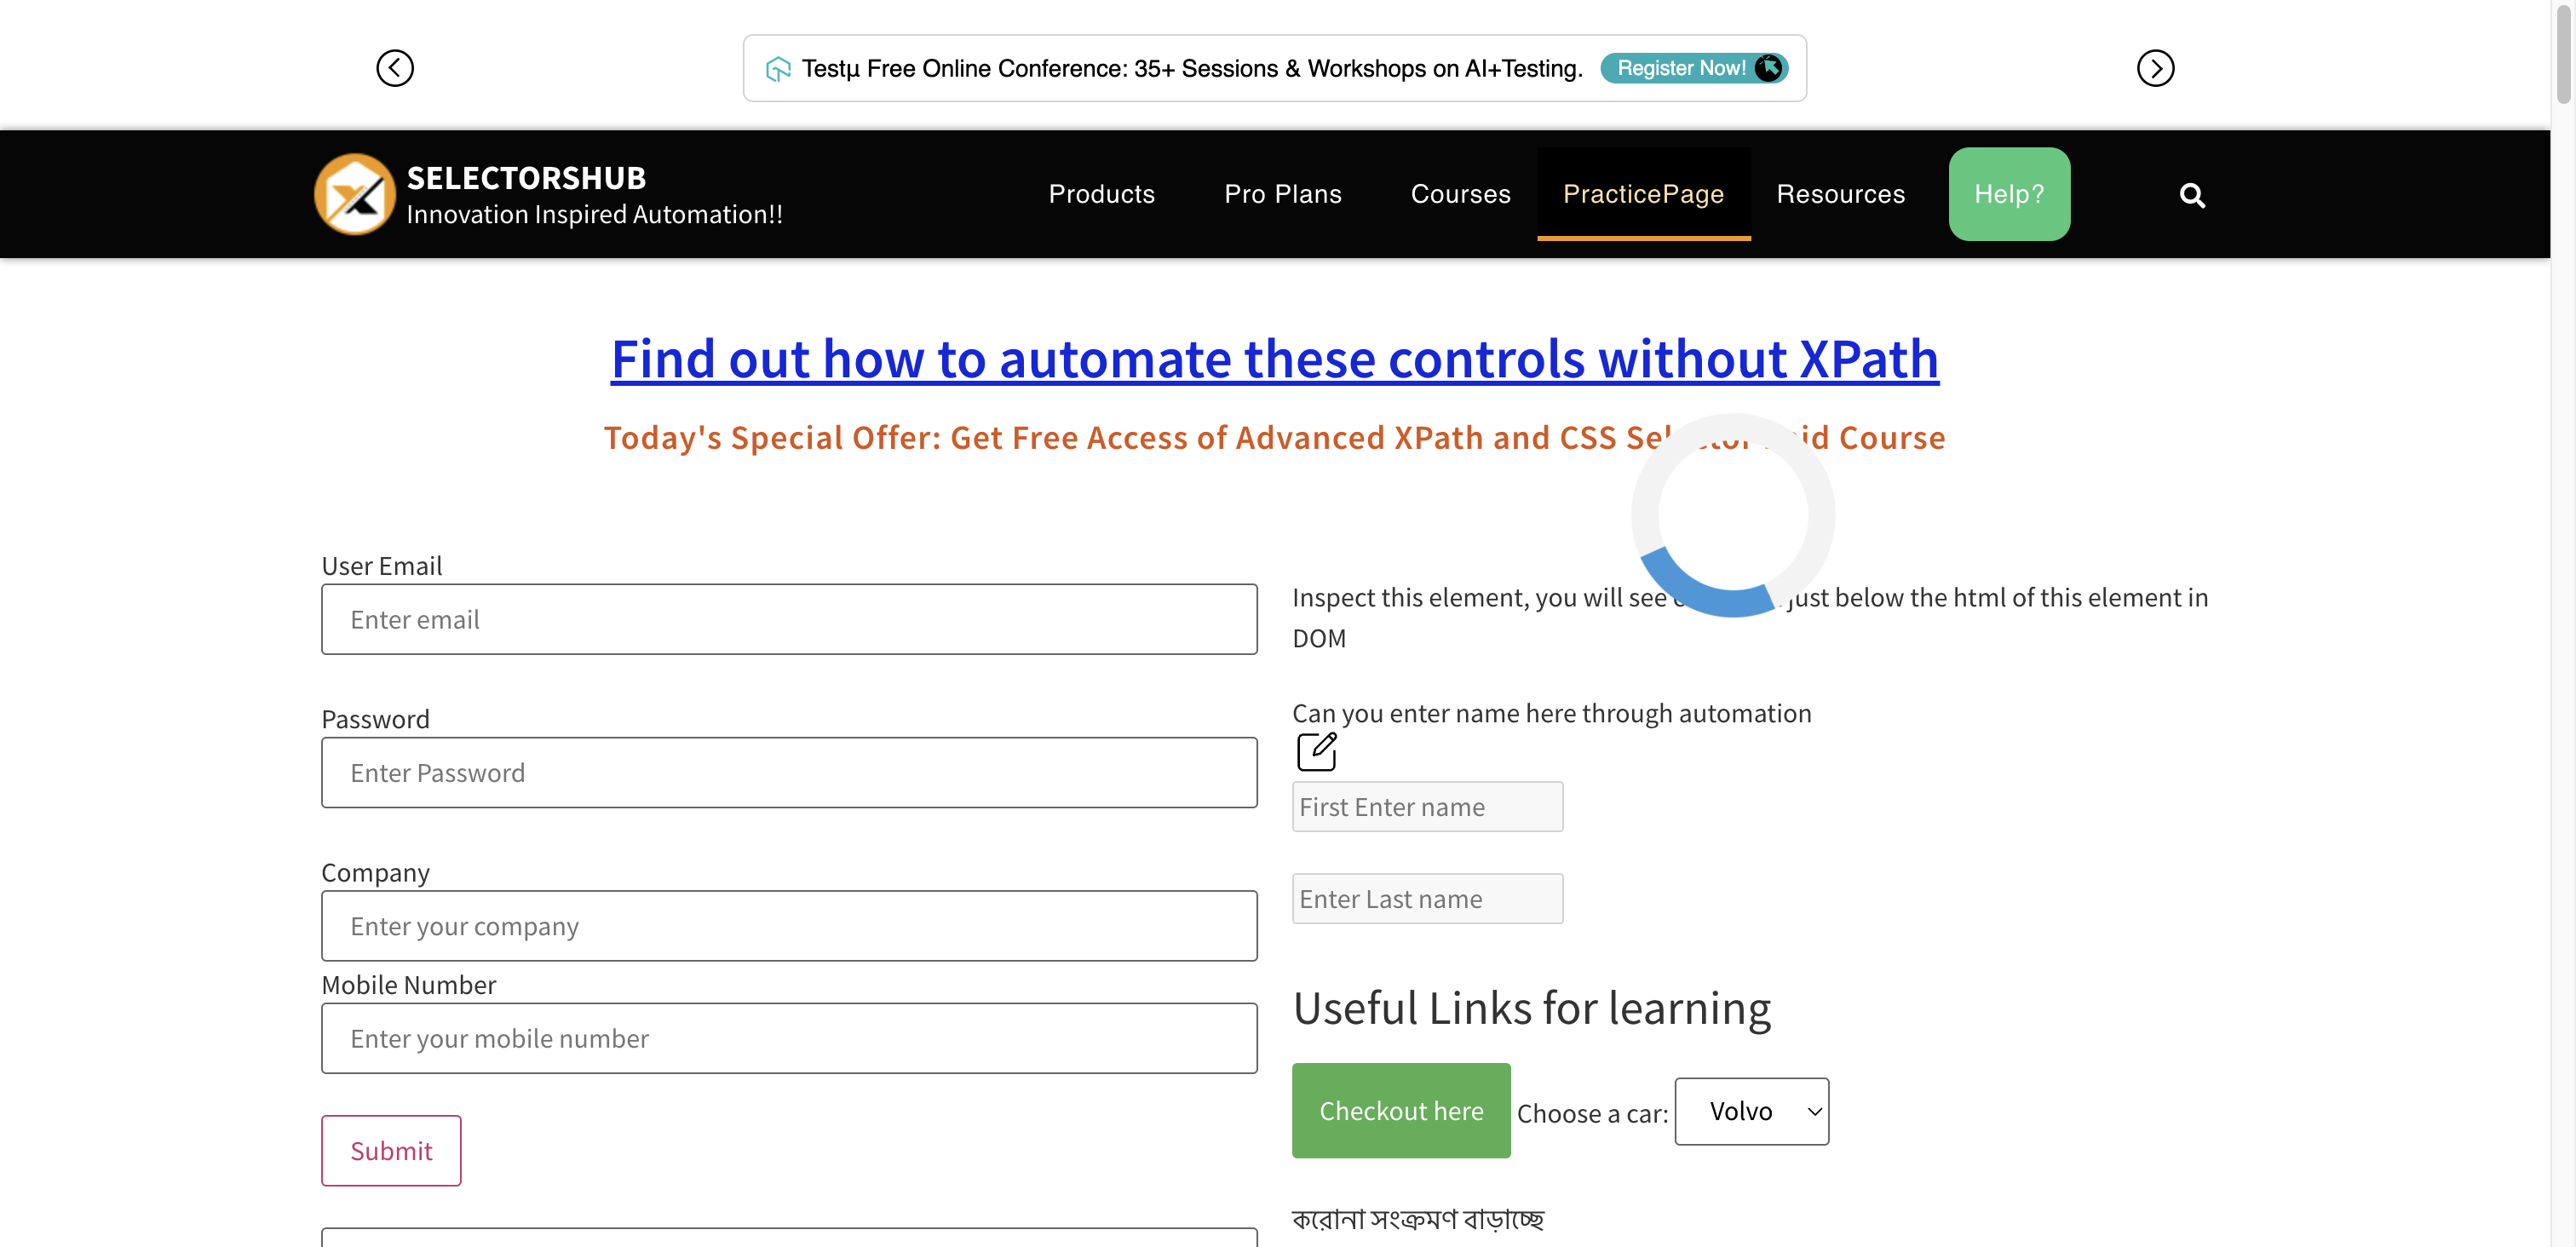 Testμ Free Online Conference: 35+ Sessions & Workshops on AI+Testing. Register Now!
SELECTORSHUB
Innovation Inspired Automation!!
Products Pro Plans Courses PracticePage Resources Help?
Find out how to automate these controls without XPath
Today's Special Offer: Get Free Access of Advanced XPath and CSS Course
User Email
Enter email
Password
Enter Password
Company
Enter your company
Mobile Number
Enter your mobile number
Submit
Inspect this element, you will see just below the html of this element in
DOM
Can you enter name here through automation
First Enter name
Enter Last name
Useful Links for learning
Checkout here Choose a car: Volvo
করোনা সংক্রমণ বাড়াচ্ছে